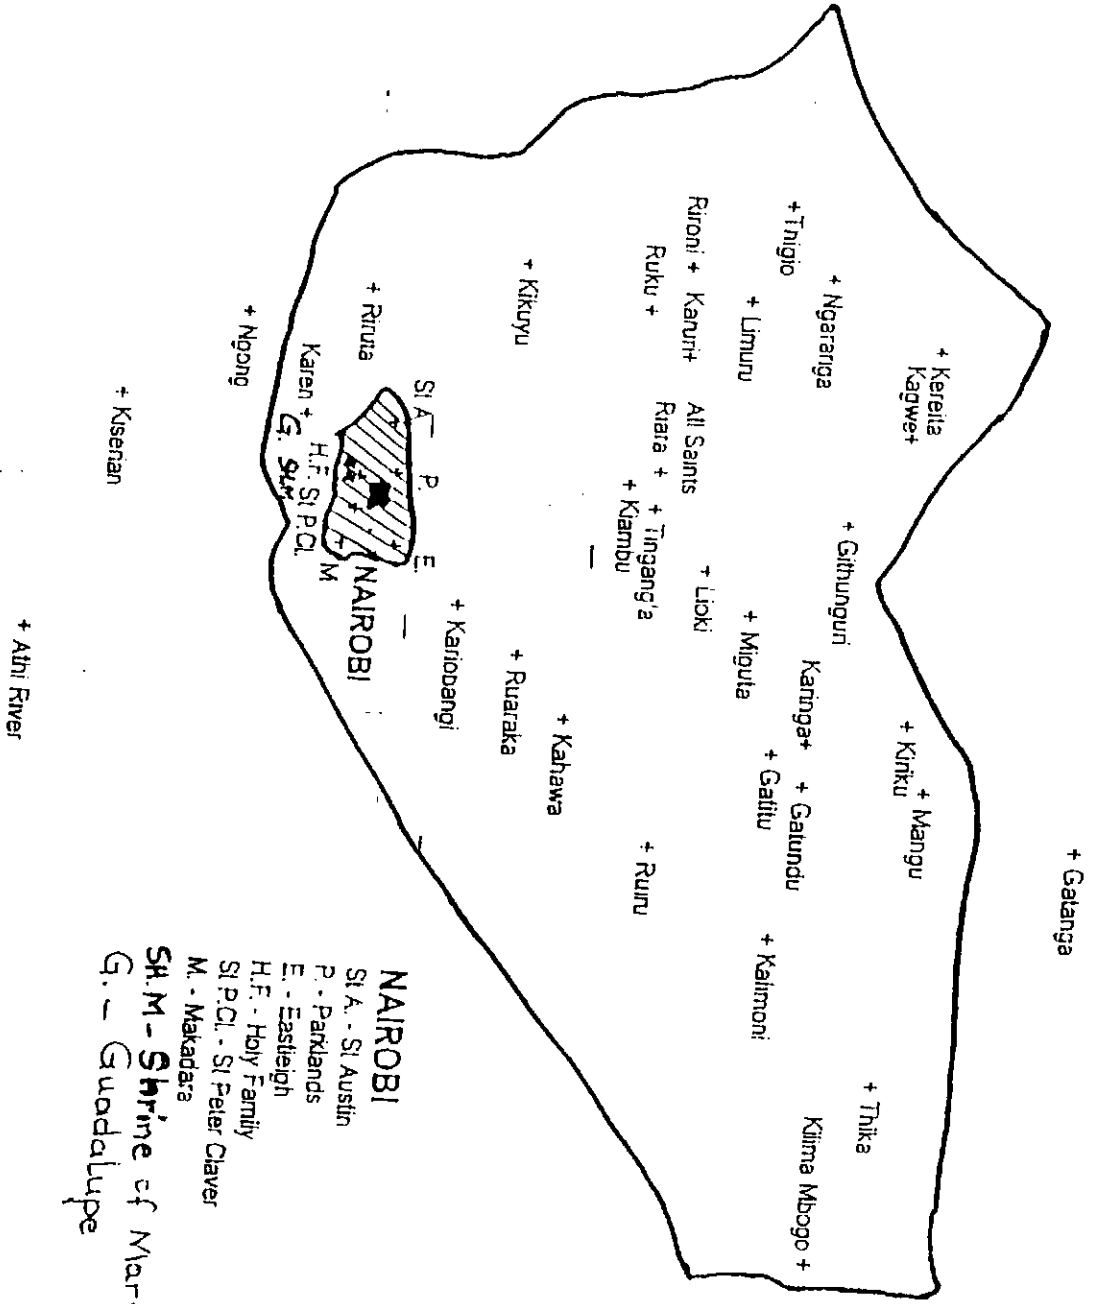 + Gatanga
+ Kereita
Kagwe+
+ Mangu
+ Kiriku
+ Githunguri
+ Ngarariga
+ Thigio
Karinga+
+ Gatundu
+ Gatitu
+ Kalimoni
+ Thika
Kilima Mbogo +
+ Limuru
+ Miguta
Rironi + Karuri+
All Saints
+ Lioki
Ruku +
Riara +
+ Tingang'a
+ Kiambu
+ Ruiru
+ Kikuyu
+ Kahawa
+ Ruaraka
+ Kariobangi
St A.
P.
E.
+ Riruta
NAIROBI
Karen +
H.F. St P.Cl.
M
G. SH.M
+ Ngong
+ Kiserian
+ Athi River
NAIROBI
St A. - St Austin
P. - Parklands
E. - Eastleigh
H.F. - Holy Family
St P.Cl. - St Peter Claver
M. - Makadara
SH.M - Shrine of Mar
G. - Guadalupe